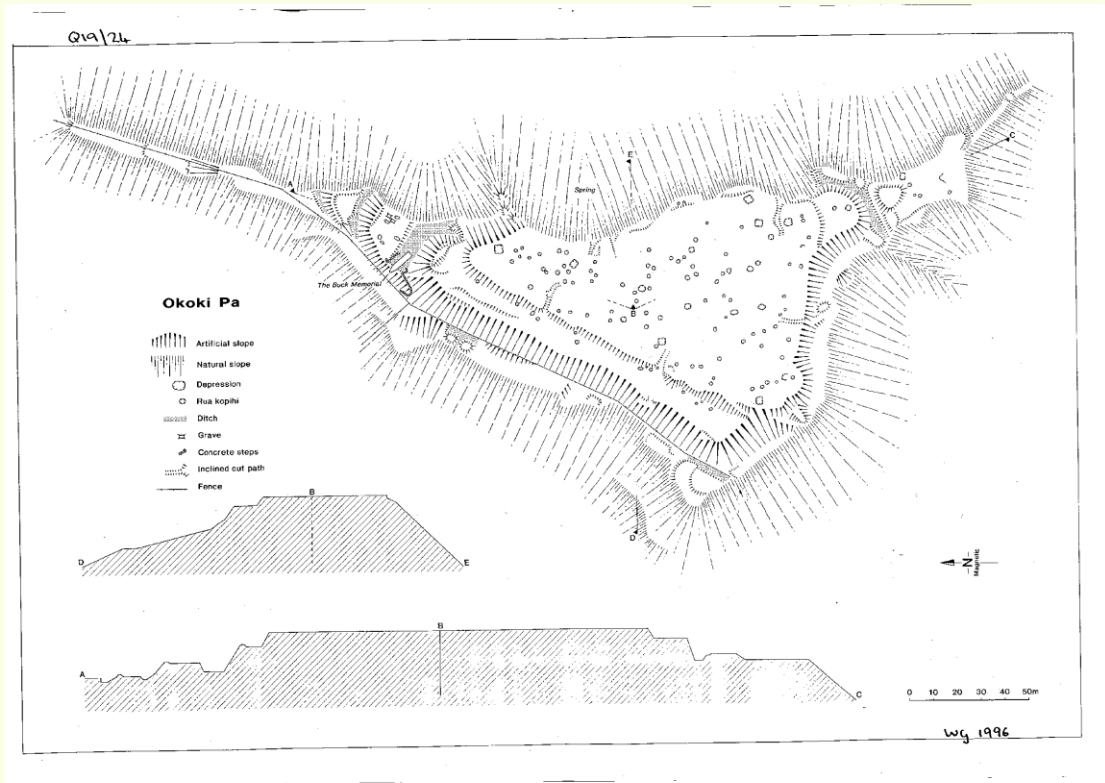 Q19/24
E
C
A
Spring
The Buck Memorial
B
Okoki Pa
Artificial slope
Natural slope
Depression
Rua kopihi
Ditch
Grave
Concrete steps
Inclined cut path
Fence
B
D
E
D
N
Magnetic
B
A
C
0 10 20 30 40 50m
WG 1996